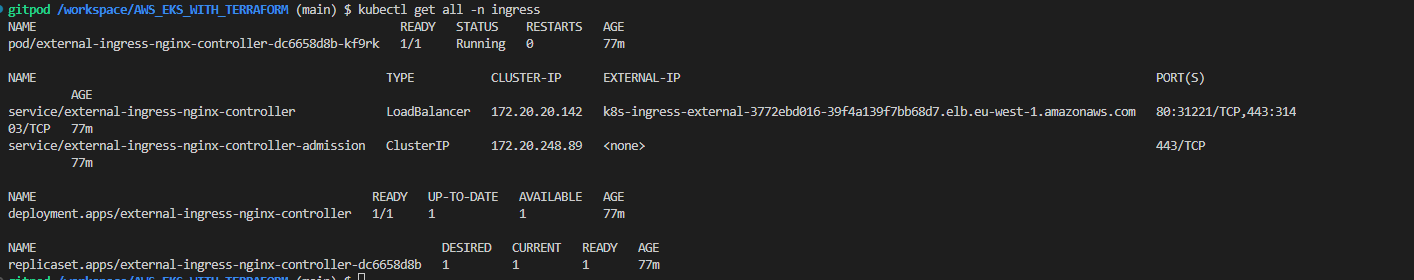 gitpod /workspace/AWS_EKS_WITH_TERRAFORM (main) $ kubectl get all -n ingress
NAME READY STATUS RESTARTS AGE
pod/external-ingress-nginx-controller-dc6658d8b-kf9rk 1/1 Running 0 77m
NAME TYPE CLUSTER-IP EXTERNAL-IP PORT(S)
AGE
service/external-ingress-nginx-controller LoadBalancer 172.20.20.142 k8s-ingress-external-3772ebd016-39f4a139f7bb68d7.elb.eu-west-1.amazonaws.com 80:31221/TCP,443:314
03/TCP 77m
service/external-ingress-nginx-controller-admission ClusterIP 172.20.248.89 <none> 443/TCP
77m
NAME READY UP-TO-DATE AVAILABLE AGE
deployment.apps/external-ingress-nginx-controller 1/1 1 1 77m
NAME DESIRED CURRENT READY AGE
replicaset.apps/external-ingress-nginx-controller-dc6658d8b 1 1 1 77m
gitpod /workspace/AWS_EKS_WITH_TERRAFORM (main) $